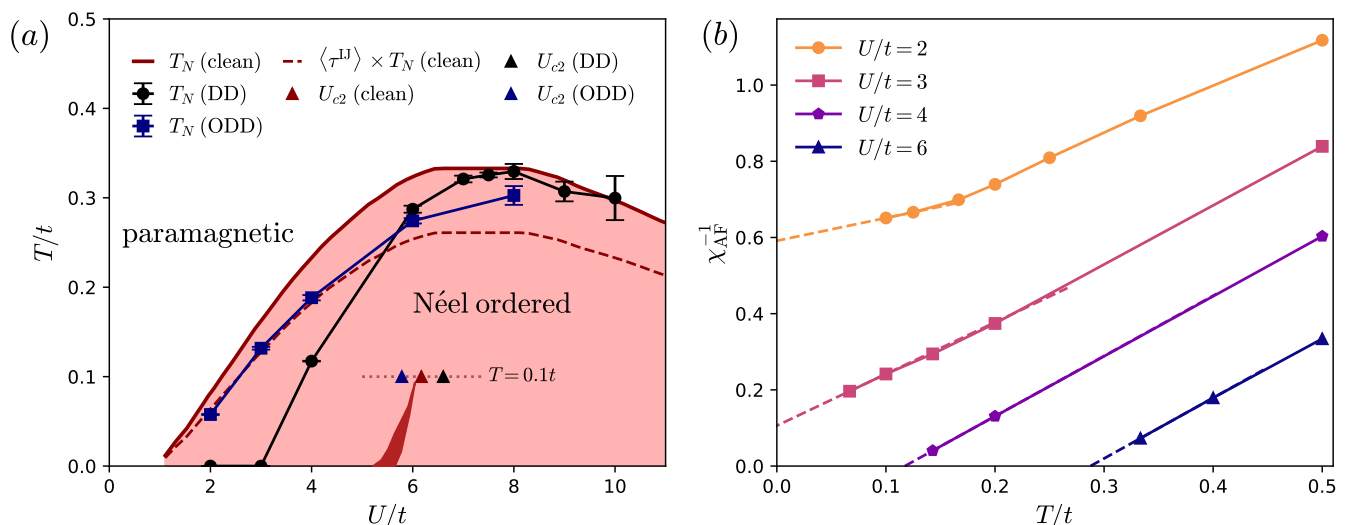 (a)
T_N (clean)
T_N (DD)
T_N (ODD)
⟨τ^IJ⟩ × T_N (clean)
U_c2 (clean)
U_c2 (DD)
U_c2 (ODD)
paramagnetic
Néel ordered
T = 0.1t
T/t
0.5
0.4
0.3
0.2
0.1
0.0
0 2 4 6 8 10
U/t
(b)
U/t = 2
U/t = 3
U/t = 4
U/t = 6
χ_AF^−1
1.0
0.8
0.6
0.4
0.2
0.0
0.0 0.1 0.2 0.3 0.4 0.5
T/t